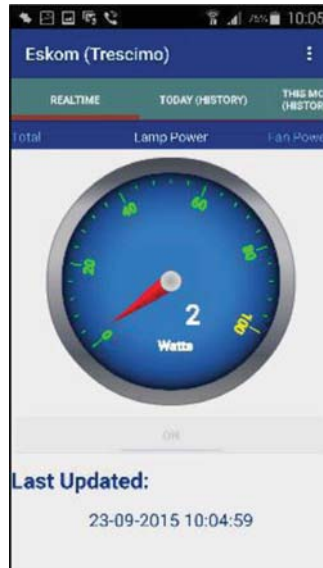 75% 10:05
Eskom (Trescimo)
REALTIME TODAY (HISTORY) THIS MO
(HISTOR
Total Lamp Power Fan Powe
0 20 40 60 80 100
2
Watts
ON
Last Updated:
23-09-2015 10:04:59